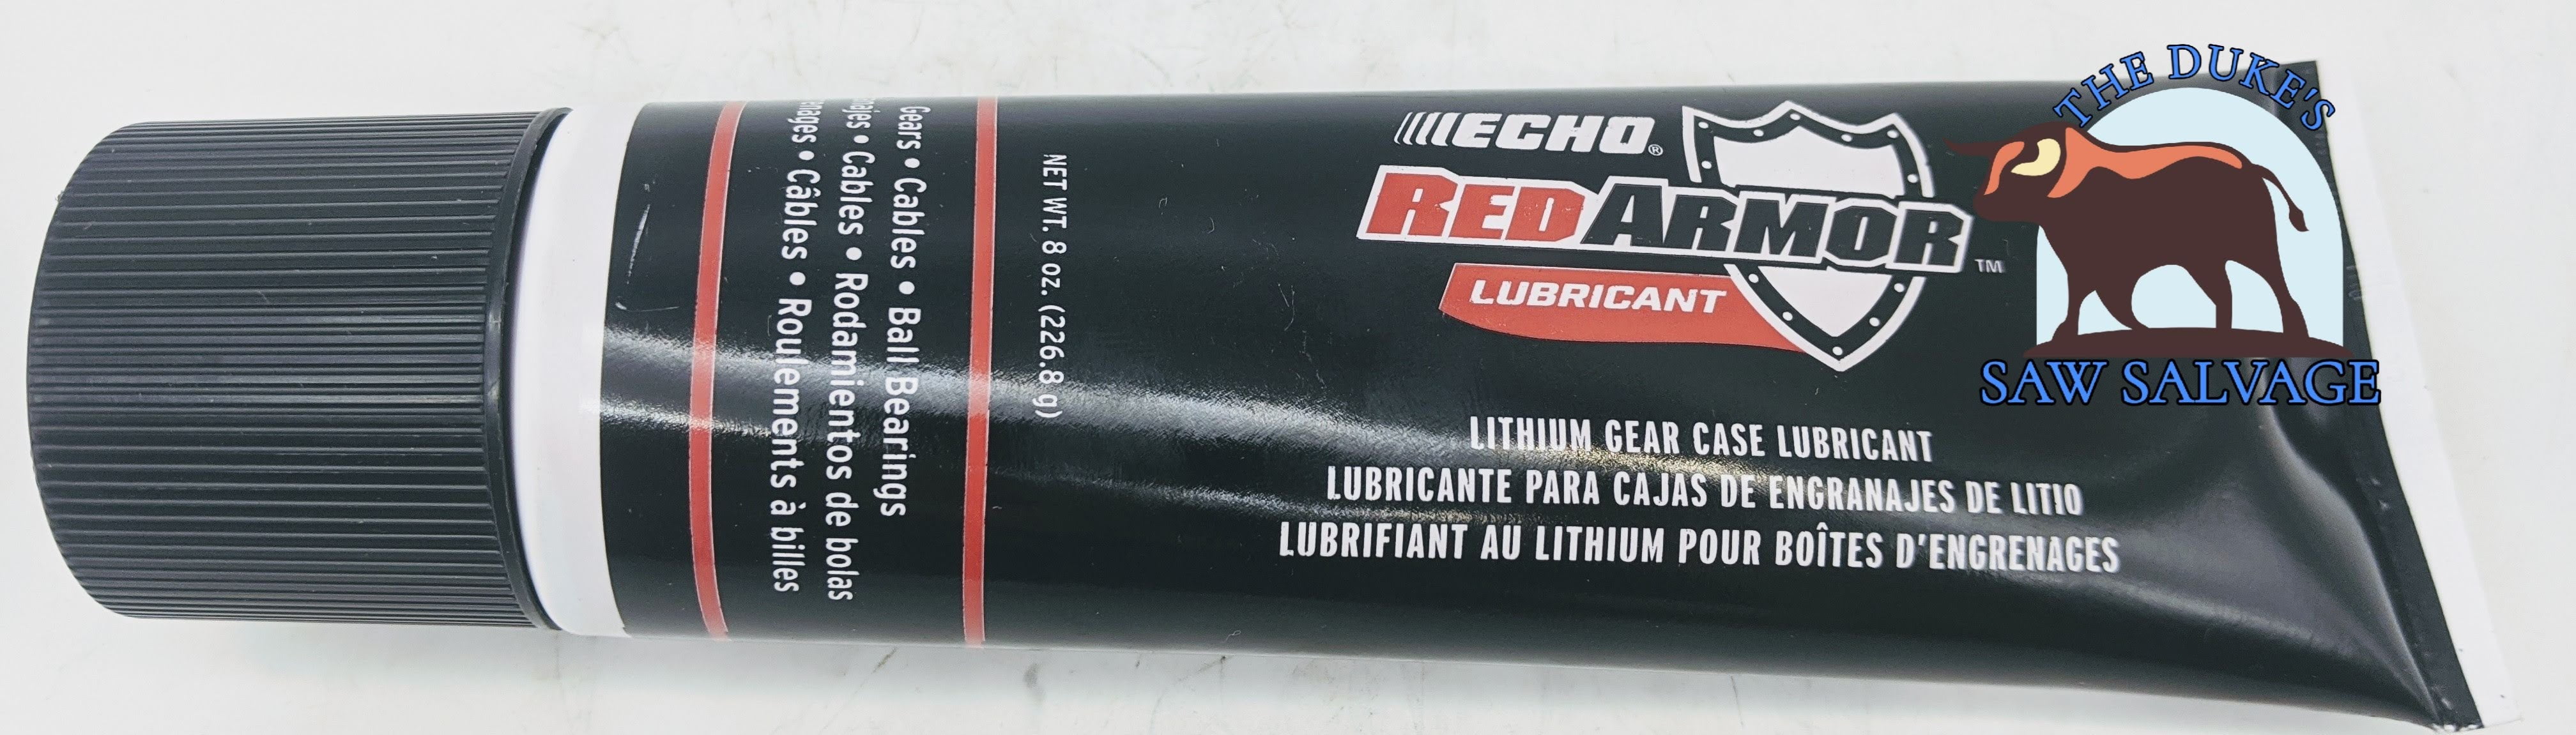 ECHO®
REDARMOR™
LUBRICANT
LITHIUM GEAR CASE LUBRICANT
LUBRICANTE PARA CAJAS DE ENGRANAJES DE LITIO
LUBRIFIANT AU LITHIUM POUR BOÎTES D'ENGRENAGES
NET WT. 8 oz. (226.8 g)
Gears • Cables • Ball Bearings
• Cables • Rodamientos de bolas
• Câbles • Roulements à billes
THE DUKE'S
SAW SALVAGE